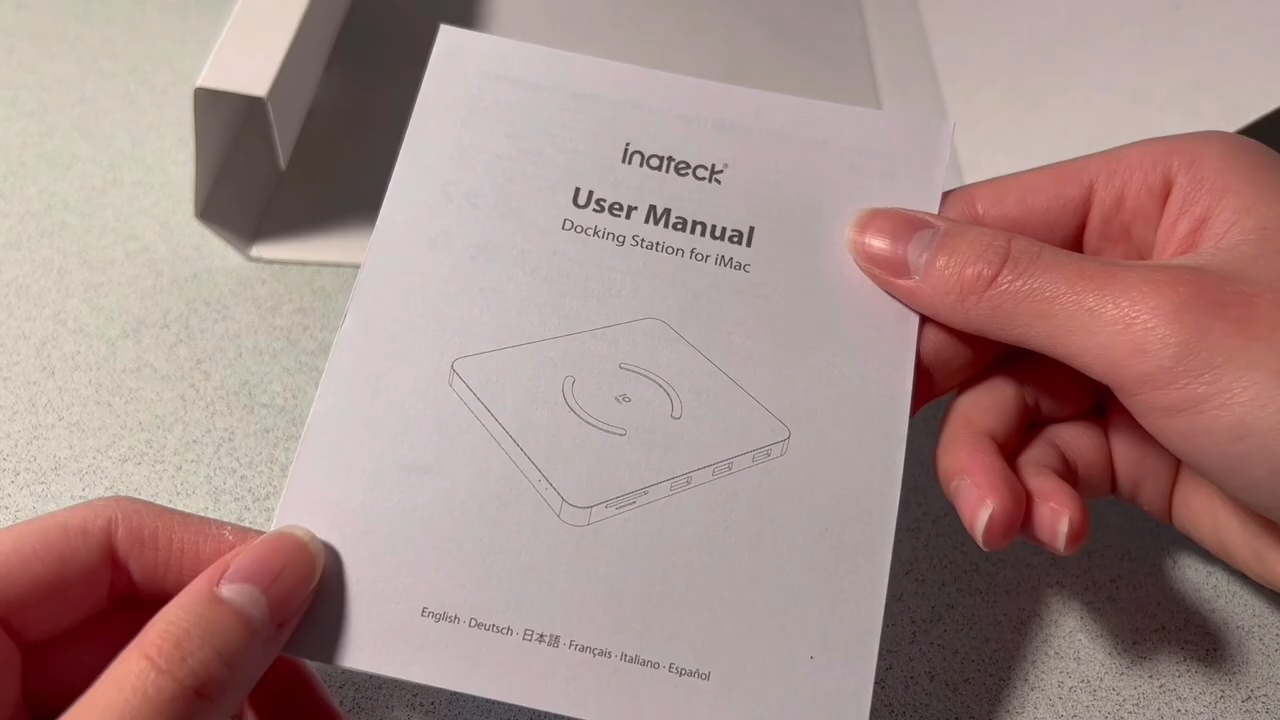 inateck®
User Manual
Docking Station for iMac
English · Deutsch · 日本語 · Français · Italiano · Español